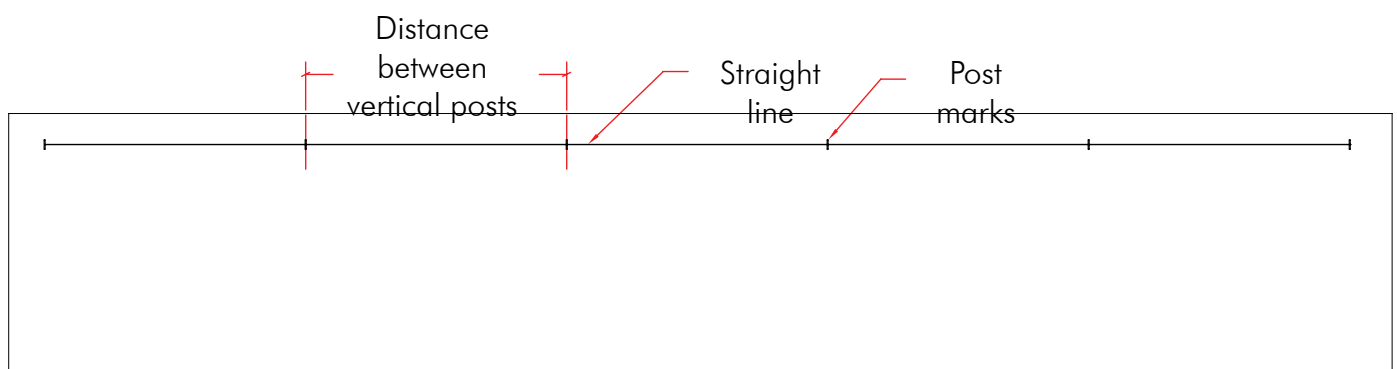 Distance
between
vertical posts
Straight
line
Post
marks